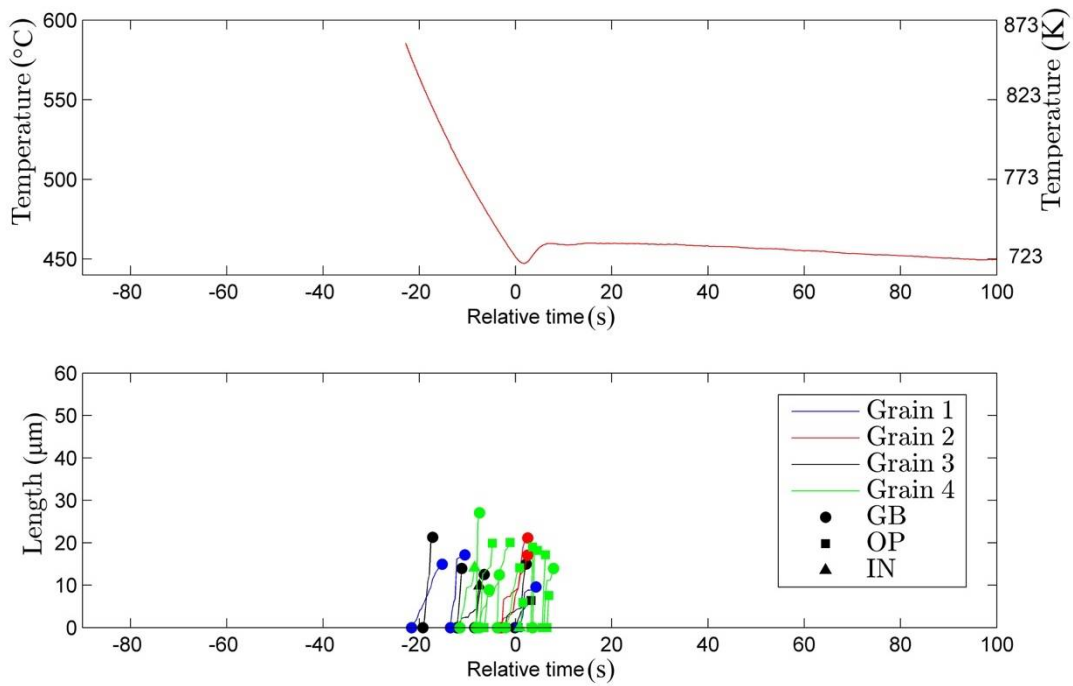 Temperature (°C)
600
550
500
450
873
823
773
723
Temperature (K)
-80 -60 -40 -20 0 20 40 60 80 100
Relative time (s)
Length (μm)
60
50
40
30
20
10
0
Grain 1
Grain 2
Grain 3
Grain 4
GB
OP
IN
-80 -60 -40 -20 0 20 40 60 80 100
Relative time (s)